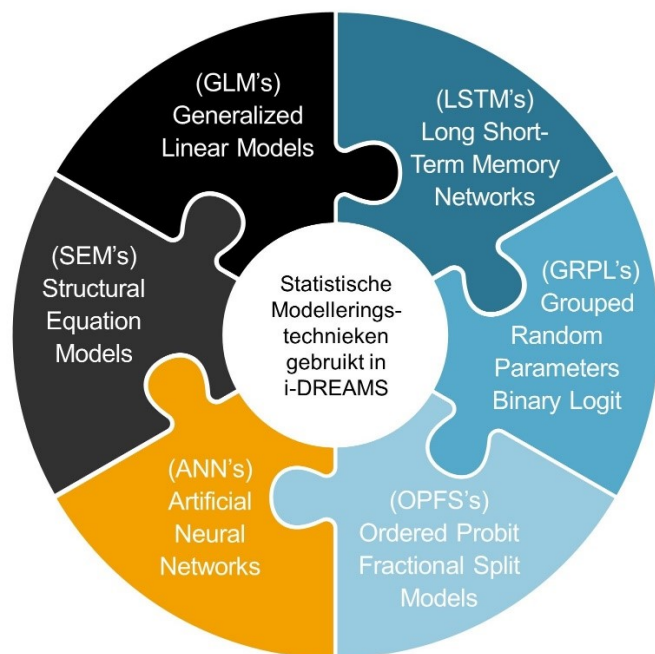 (GLM's)
Generalized
Linear Models
(LSTM's)
Long Short-
Term Memory
Networks
(GRPL's)
Grouped
Random
Parameters
Binary Logit
(OPFS's)
Ordered Probit
Fractional Split
Models
(ANN's)
Artificial
Neural
Networks
(SEM's)
Structural
Equation
Models
Statistische
Modellerings-
technieken
gebruikt in
i-DREAMS